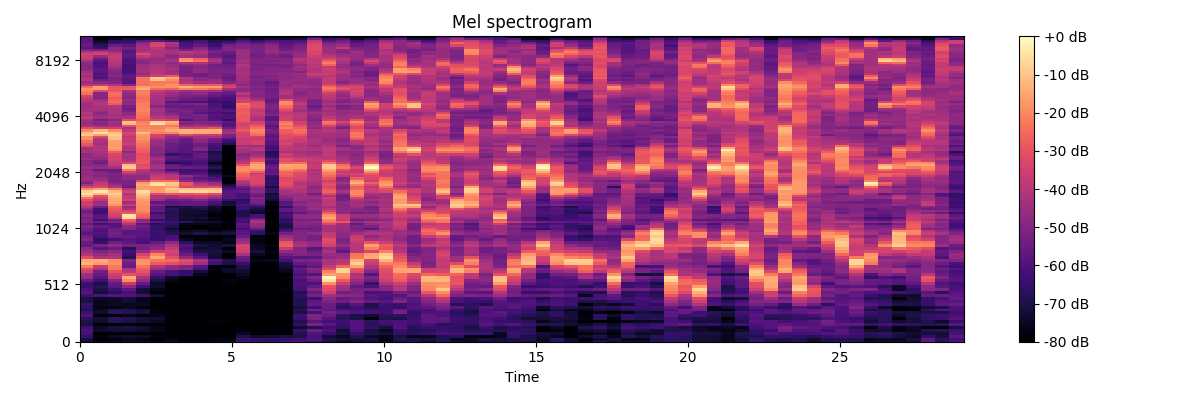 Mel spectrogram
+0 dB
8192
-10 dB
-20 dB
4096
-30 dB
2048
-40 dB
Hz
1024
-50 dB
-60 dB
512
-70 dB
0
-80 dB
0 5 10 15 20 25
Time